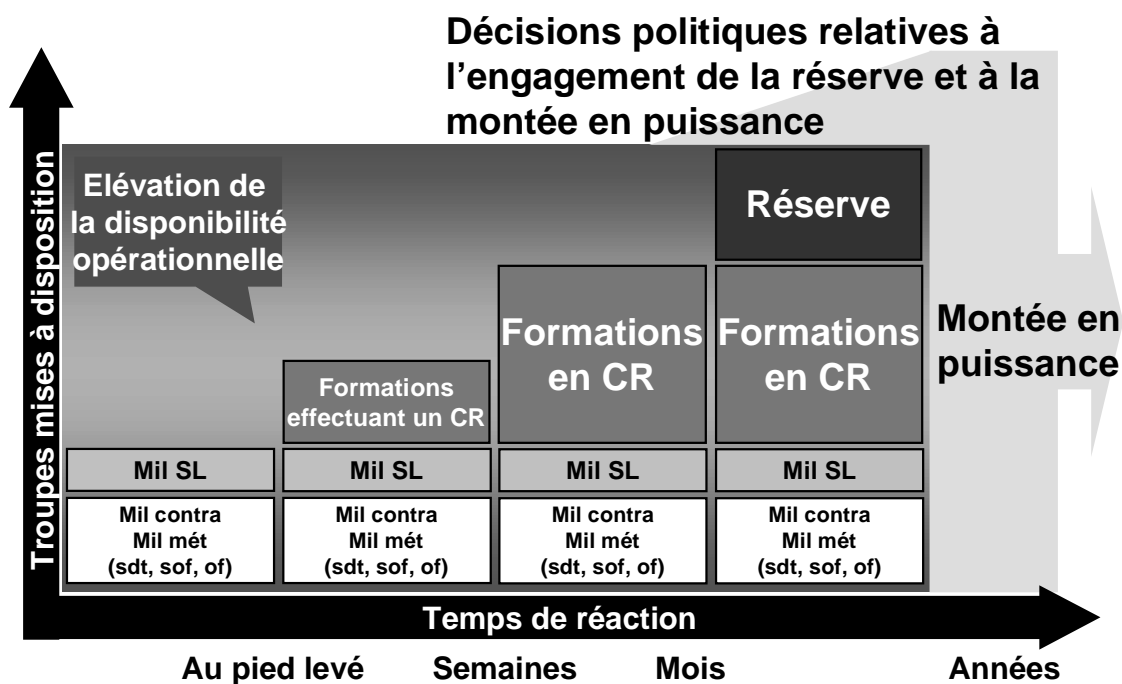 Décisions politiques relatives à
l’engagement de la réserve et à la
montée en puissance
Troupes mises à disposition
Elévation de
la disponibilité
opérationnelle
Réserve
Formations
en CR
Formations
en CR
Montée en
puissance
Formations
effectuant un CR
Mil SL
Mil SL
Mil SL
Mil SL
Mil contra
Mil mét
(sdt, sof, of)
Mil contra
Mil mét
(sdt, sof, of)
Mil contra
Mil mét
(sdt, sof, of)
Mil contra
Mil mét
(sdt, sof, of)
Temps de réaction
Au pied levé
Semaines
Mois
Années